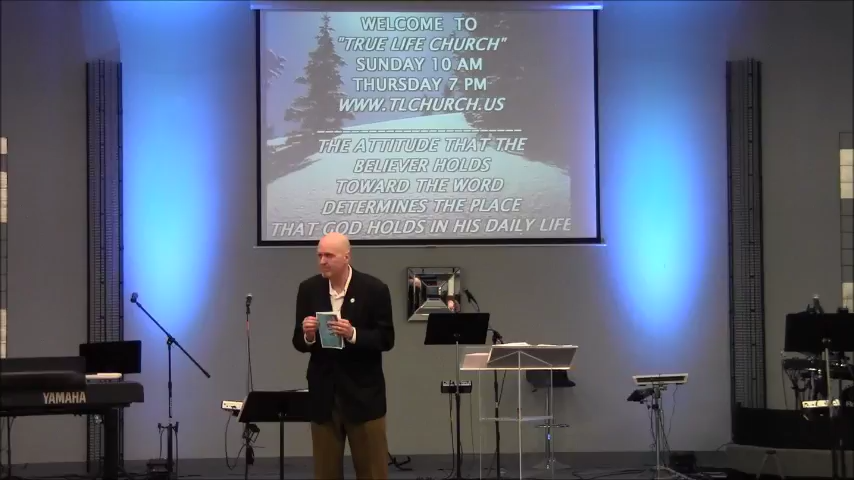 WELCOME TO
"TRUE LIFE CHURCH"
SUNDAY 10 AM
THURSDAY 7 PM
WWW.TLCHURCH.US
THE ATTITUDE THAT THE
BELIEVER HOLDS
TOWARD THE WORD
DETERMINES THE PLACE
THAT GOD HOLDS IN HIS DAILY LIFE
YAMAHA